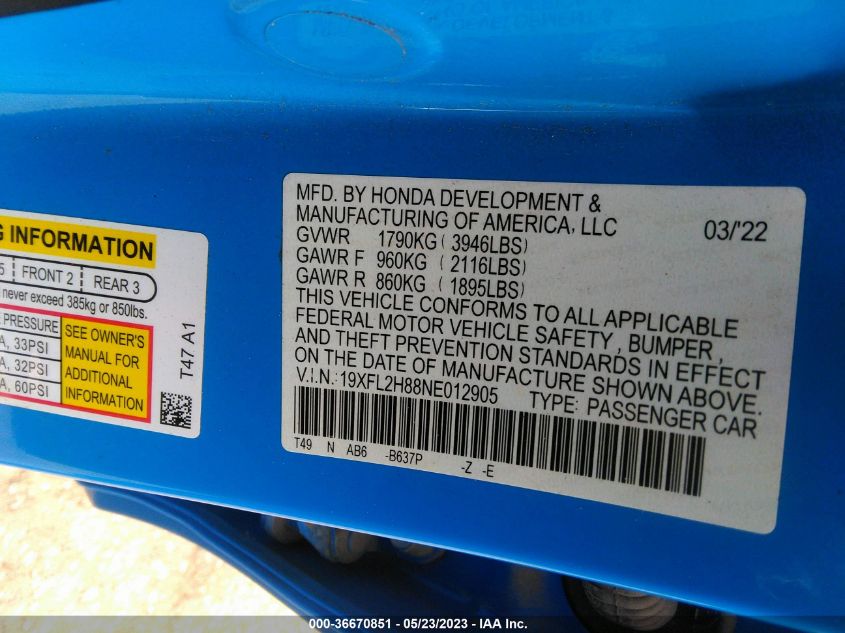 G INFORMATION
5 FRONT 2 REAR 3
never exceed 385kg or 850lbs.
E PRESSURE
A, 33PSI
A, 32PSI
A, 60PSI
SEE OWNER'S
MANUAL FOR
ADDITIONAL
INFORMATION
T47 A1
MFD. BY HONDA DEVELOPMENT &
MANUFACTURING OF AMERICA, LLC 03/'22
GVWR 1790KG ( 3946LBS)
GAWR F 960KG ( 2116LBS)
GAWR R 860KG ( 1895LBS)
THIS VEHICLE CONFORMS TO ALL APPLICABLE
FEDERAL MOTOR VEHICLE SAFETY, BUMPER,
AND THEFT PREVENTION STANDARDS IN EFFECT
ON THE DATE OF MANUFACTURE SHOWN ABOVE.
V.I.N.:19XFL2H88NE012905 TYPE: PASSENGER CAR
T49 N AB6 -B637P -Z -E
000-36670851 / 05/23/2023 - IAA Inc.